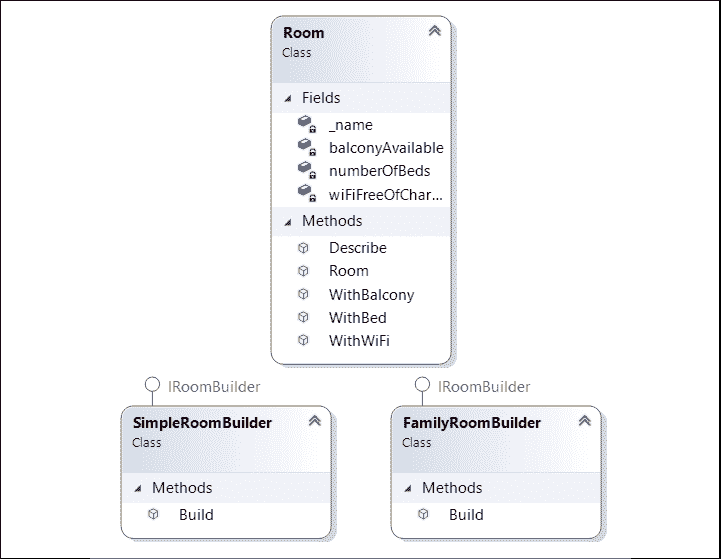 Room
Class
Fields
_name
balconyAvailable
numberOfBeds
wiFiFreeOfChar...
Methods
Describe
Room
WithBalcony
WithBed
WithWiFi
IRoomBuilder
SimpleRoomBuilder
Class
Methods
Build
IRoomBuilder
FamilyRoomBuilder
Class
Methods
Build